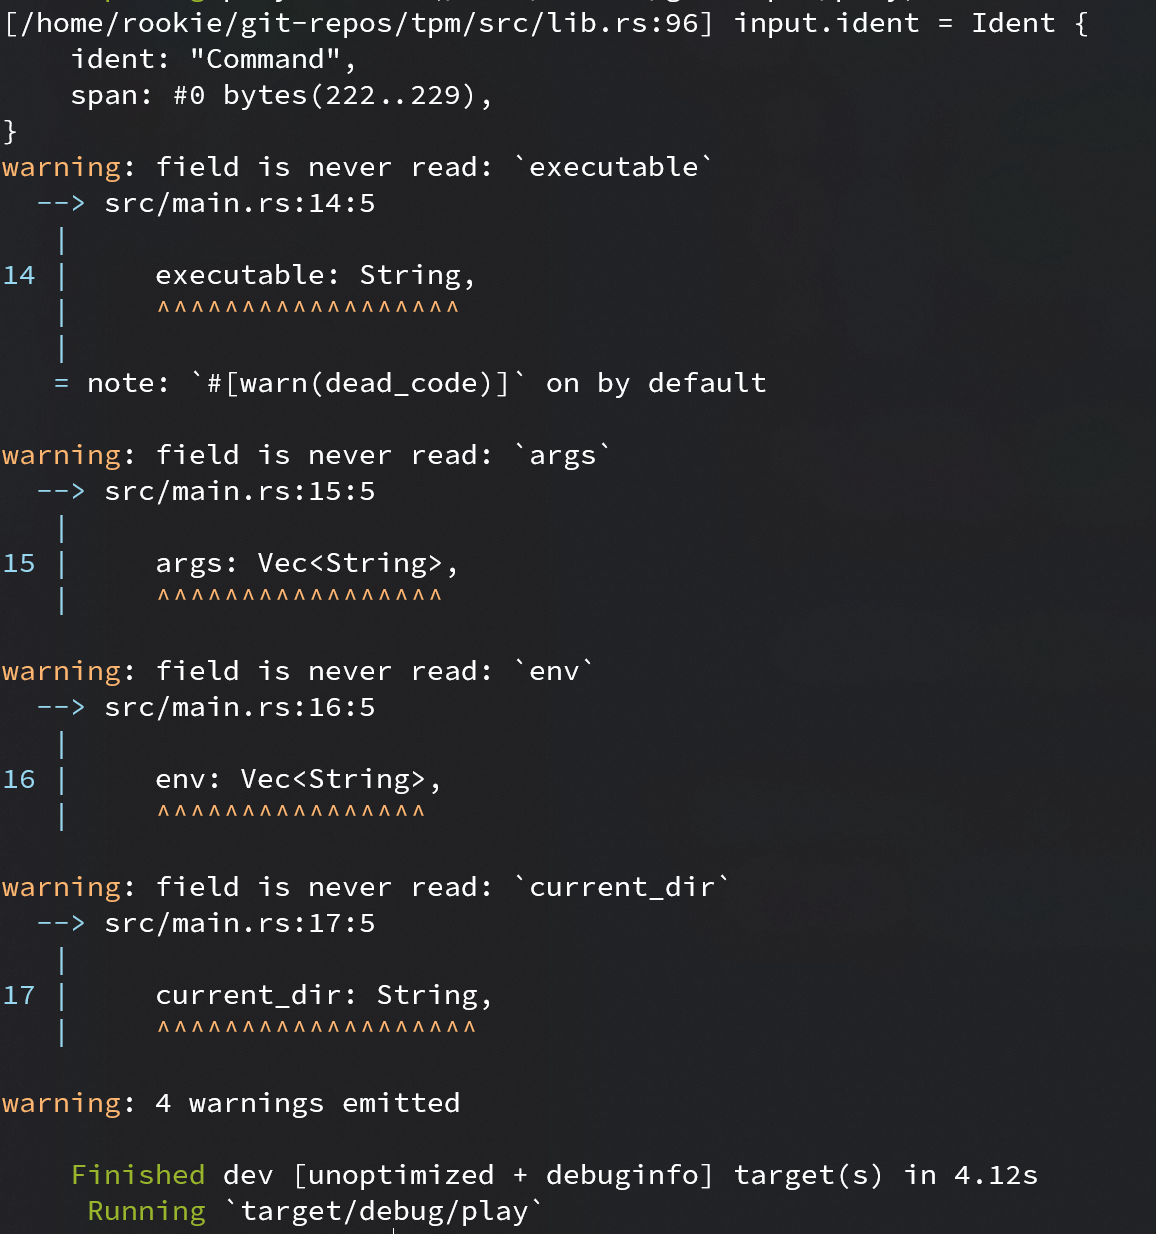 [/home/rookie/git-repos/tpm/src/lib.rs:96] input.ident = Ident {
    ident: "Command",
    span: #0 bytes(222..229),
}
warning: field is never read: `executable`
  --> src/main.rs:14:5
   |
14 |     executable: String,
   |     ^^^^^^^^^^^^^^^^^^
   |
   = note: `#[warn(dead_code)]` on by default

warning: field is never read: `args`
  --> src/main.rs:15:5
   |
15 |     args: Vec<String>,
   |     ^^^^^^^^^^^^^^^^^

warning: field is never read: `env`
  --> src/main.rs:16:5
   |
16 |     env: Vec<String>,
   |     ^^^^^^^^^^^^^^^^

warning: field is never read: `current_dir`
  --> src/main.rs:17:5
   |
17 |     current_dir: String,
   |     ^^^^^^^^^^^^^^^^^^^

warning: 4 warnings emitted

    Finished dev [unoptimized + debuginfo] target(s) in 4.12s
     Running `target/debug/play`